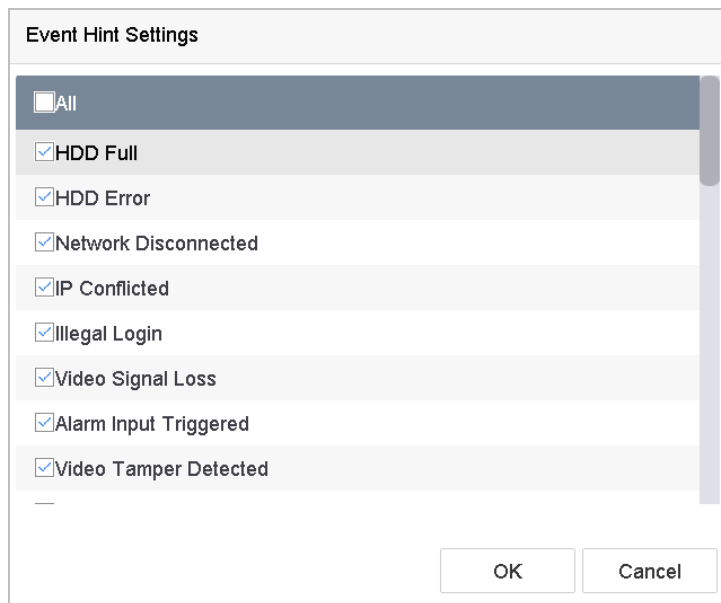 Event Hint Settings
All
HDD Full
HDD Error
Network Disconnected
IP Conflicted
Illegal Login
Video Signal Loss
Alarm Input Triggered
Video Tamper Detected
OK Cancel